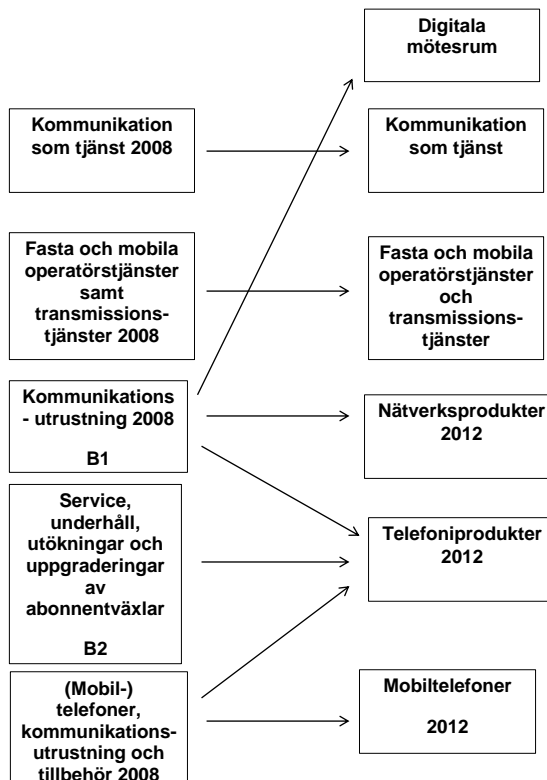 Digitala
mötesrum
Kommunikation
som tjänst 2008
Kommunikation
som tjänst
Fasta och mobila
operatörstjänster
samt
transmissions-
tjänster 2008
Fasta och mobila
operatörstjänster
och
transmissions-
tjänster
Kommunikations
- utrustning 2008
B1
Nätverksprodukter
2012
Service,
underhåll,
utökningar och
uppgraderingar
av
abonnentväxlar
B2
Telefoniprodukter
2012
(Mobil-)
telefoner,
kommunikations-
utrustning och
tillbehör 2008
Mobiltelefoner
2012